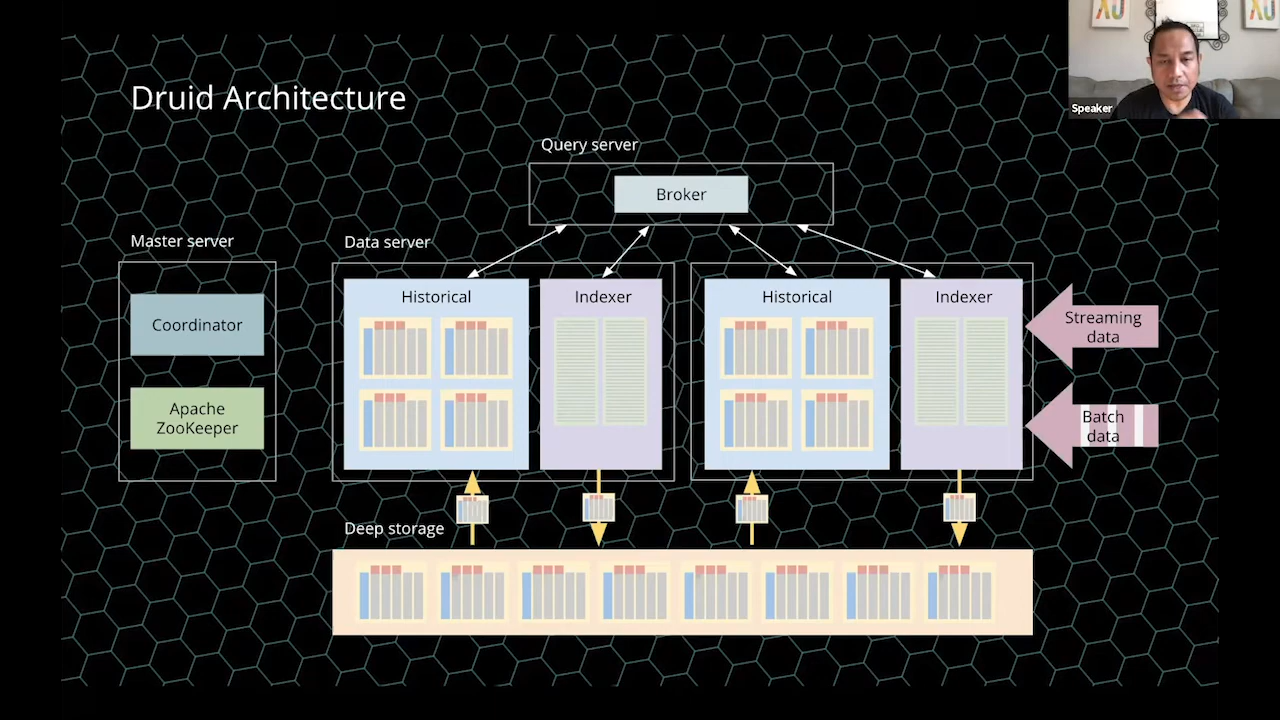 Druid Architecture
Speaker
Query server
Broker
Master server
Coordinator
Apache
ZooKeeper
Data server
Historical
Indexer
Historical
Indexer
Streaming
data
Batch
data
Deep storage